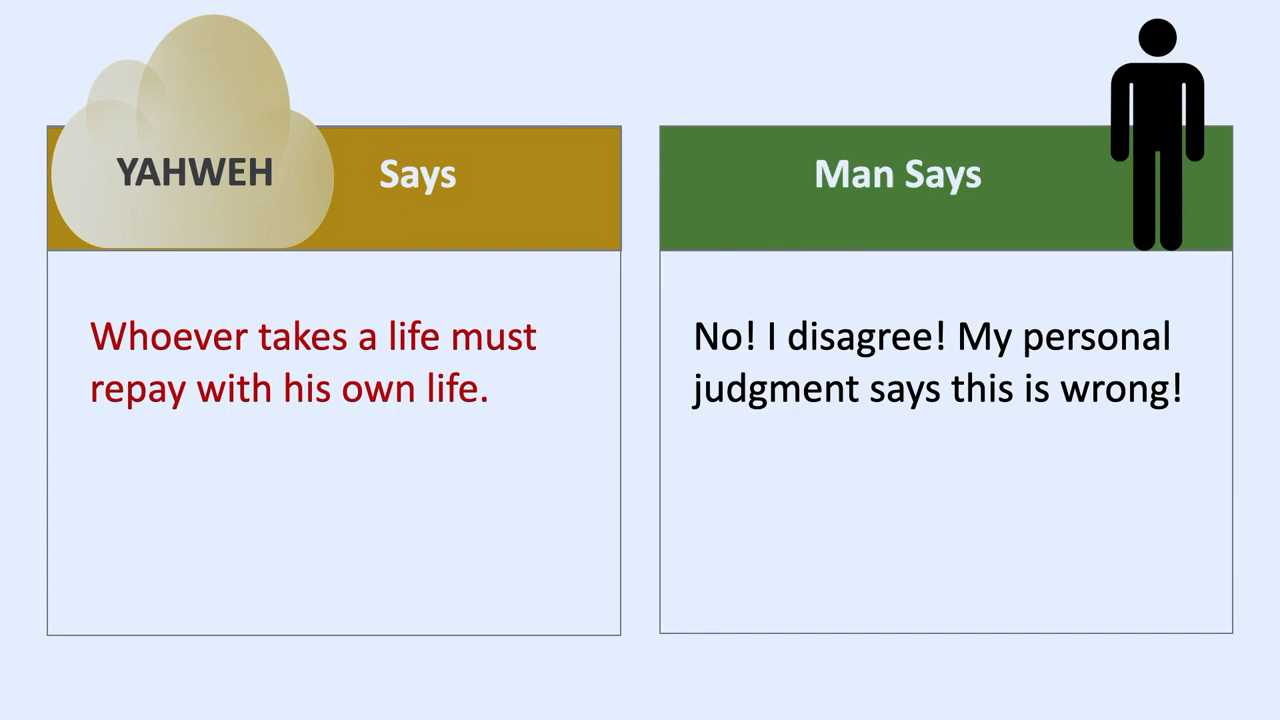 YAHWEH Says
Whoever takes a life must
repay with his own life.
Man Says
No! I disagree! My personal
judgment says this is wrong!